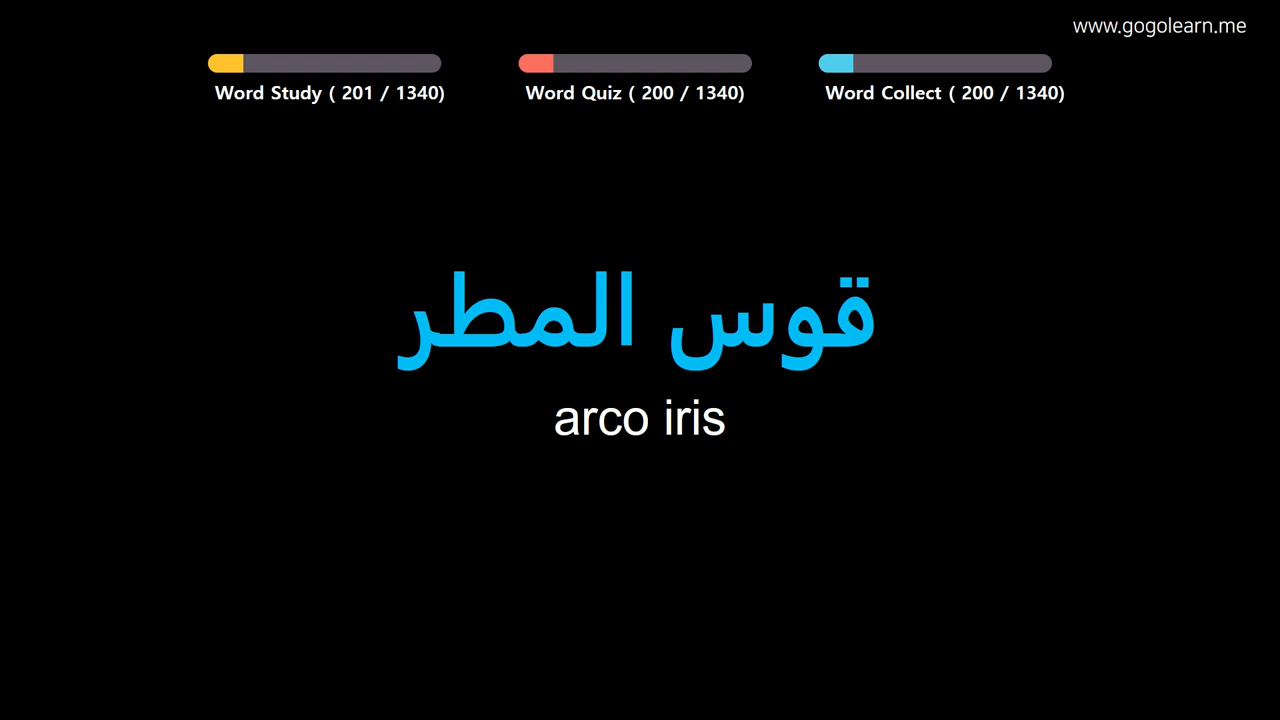 www.gogolearn.me
Word Study ( 201 / 1340)
Word Quiz ( 200 / 1340)
Word Collect ( 200 / 1340)
قوس المطر
arco iris